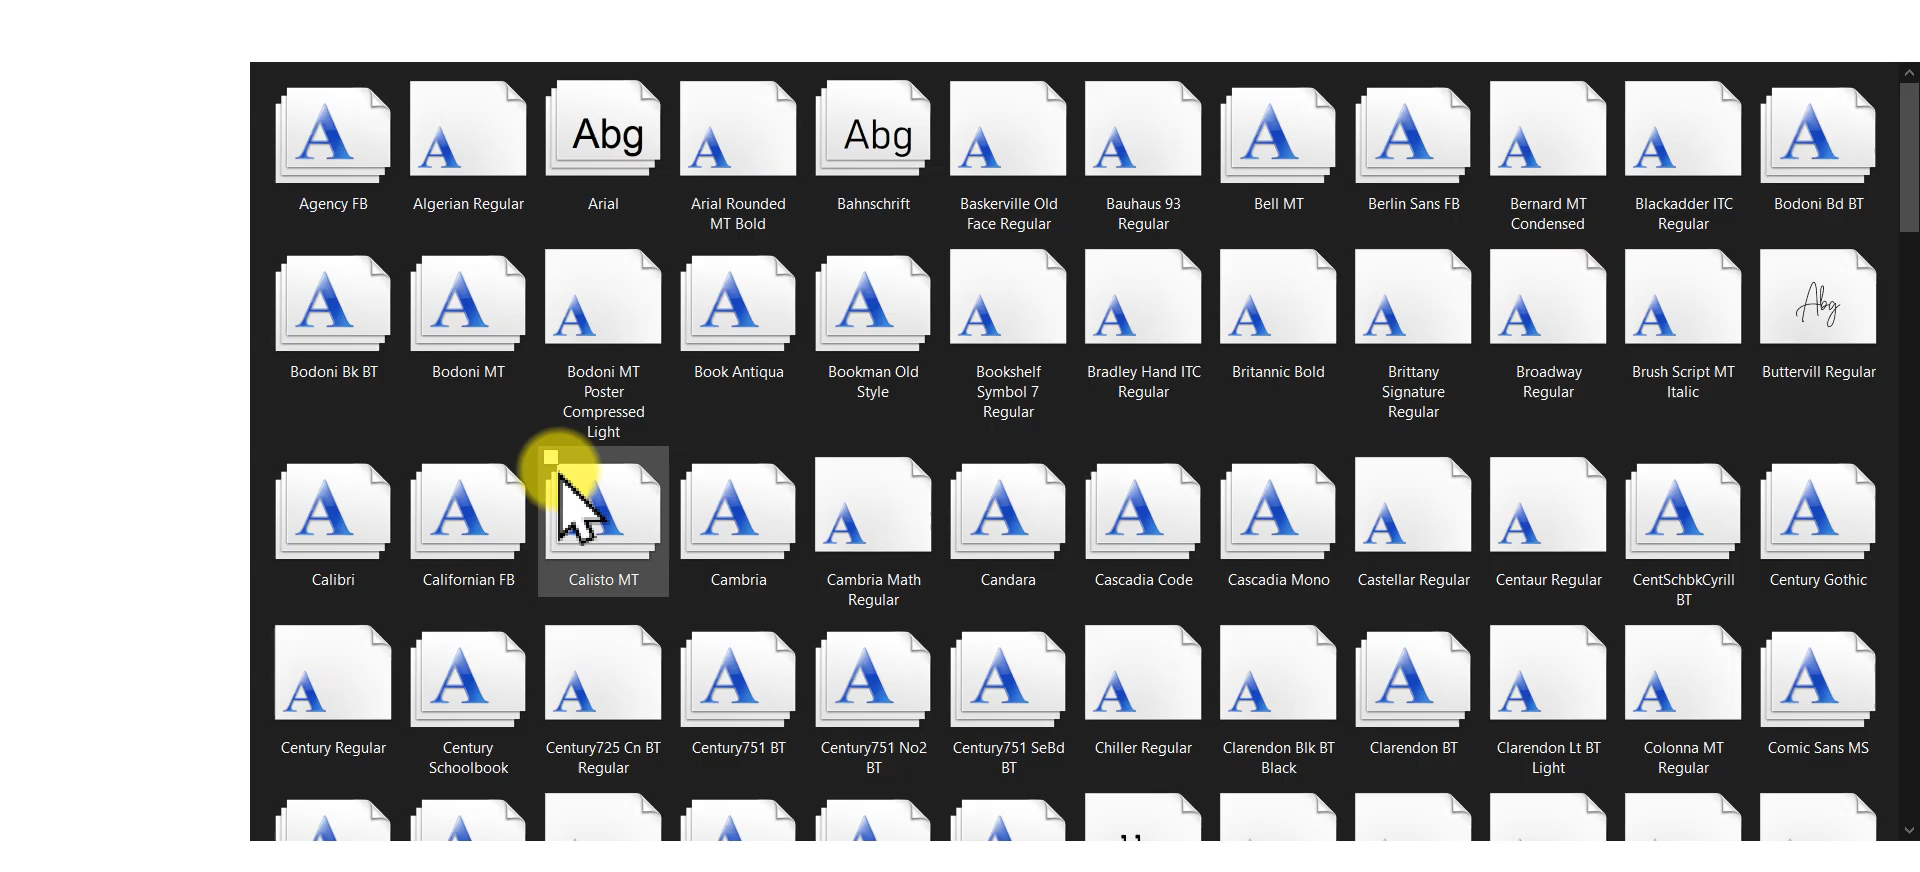 Abg
Abg
Agency FB
Algerian Regular
Arial
Arial Rounded
MT Bold
Bahnschrift
Baskerville Old
Face Regular
Bauhaus 93
Regular
Bell MT
Berlin Sans FB
Bernard MT
Condensed
Blackadder ITC
Regular
Bodoni Bd BT
Abg
Bodoni Bk BT
Bodoni MT
Bodoni MT
Poster
Compressed
Light
Book Antiqua
Bookman Old
Style
Bookshelf
Symbol 7
Regular
Bradley Hand ITC
Regular
Britannic Bold
Brittany
Signature
Regular
Broadway
Regular
Brush Script MT
Italic
Buttervill Regular
Calibri
Californian FB
Calisto MT
Cambria
Cambria Math
Regular
Candara
Cascadia Code
Cascadia Mono
Castellar Regular
Centaur Regular
CentSchbkCyrill
BT
Century Gothic
Century Regular
Century
Schoolbook
Century725 Cn BT
Regular
Century751 BT
Century751 No2
BT
Century751 SeBd
BT
Chiller Regular
Clarendon Blk BT
Black
Clarendon BT
Clarendon Lt BT
Light
Colonna MT
Regular
Comic Sans MS